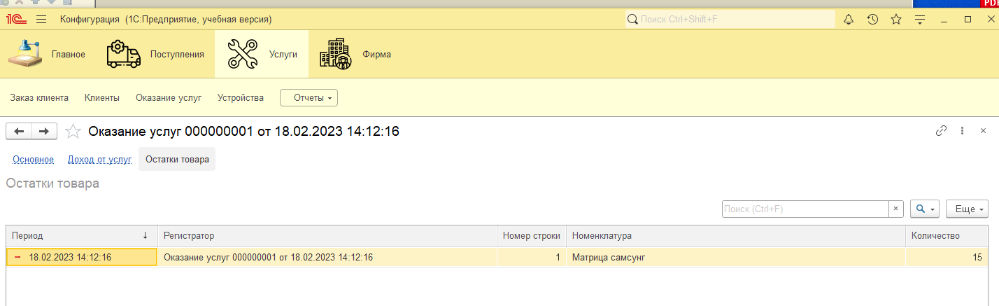 PDF
1С Конфигурация (1С:Предприятие, учебная версия) Поиск Ctrl+Shift+F
Главное Поступления Услуги Фирма
Заказ клиента Клиенты Оказание услуг Устройства Отчеты
Оказание услуг 000000001 от 18.02.2023 14:12:16
Основное Доход от услуг Остатки товара
Остатки товара
Поиск (Ctrl+F) × Еще
Период ↓ Регистратор Номер строки Номенклатура Количество
18.02.2023 14:12:16 Оказание услуг 000000001 от 18.02.2023 14:12:16 1 Матрица самсунг 15